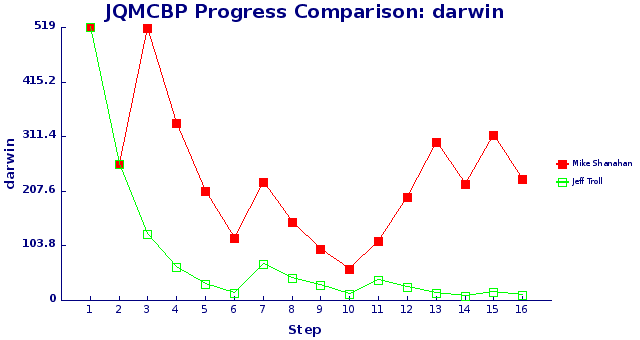 JQMCBP Progress Comparison: darwin
519
415.2
311.4
207.6
103.8
0
darwin
1 2 3 4 5 6 7 8 9 10 11 12 13 14 15 16
Step
Mike Shanahan
Jeff Troll